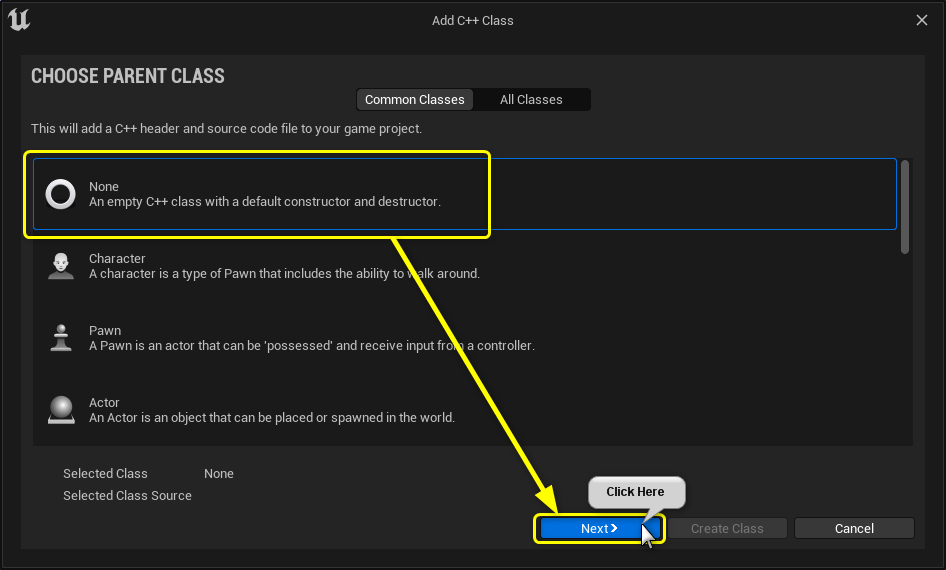 Add C++ Class
CHOOSE PARENT CLASS
Common Classes
All Classes
This will add a C++ header and source code file to your game project.
None
An empty C++ class with a default constructor and destructor.
Character
A character is a type of Pawn that includes the ability to walk around.
Pawn
A Pawn is an actor that can be 'possessed' and receive input from a controller.
Actor
An Actor is an object that can be placed or spawned in the world.
Selected Class None
Selected Class Source
Click Here
Next
Create Class
Cancel